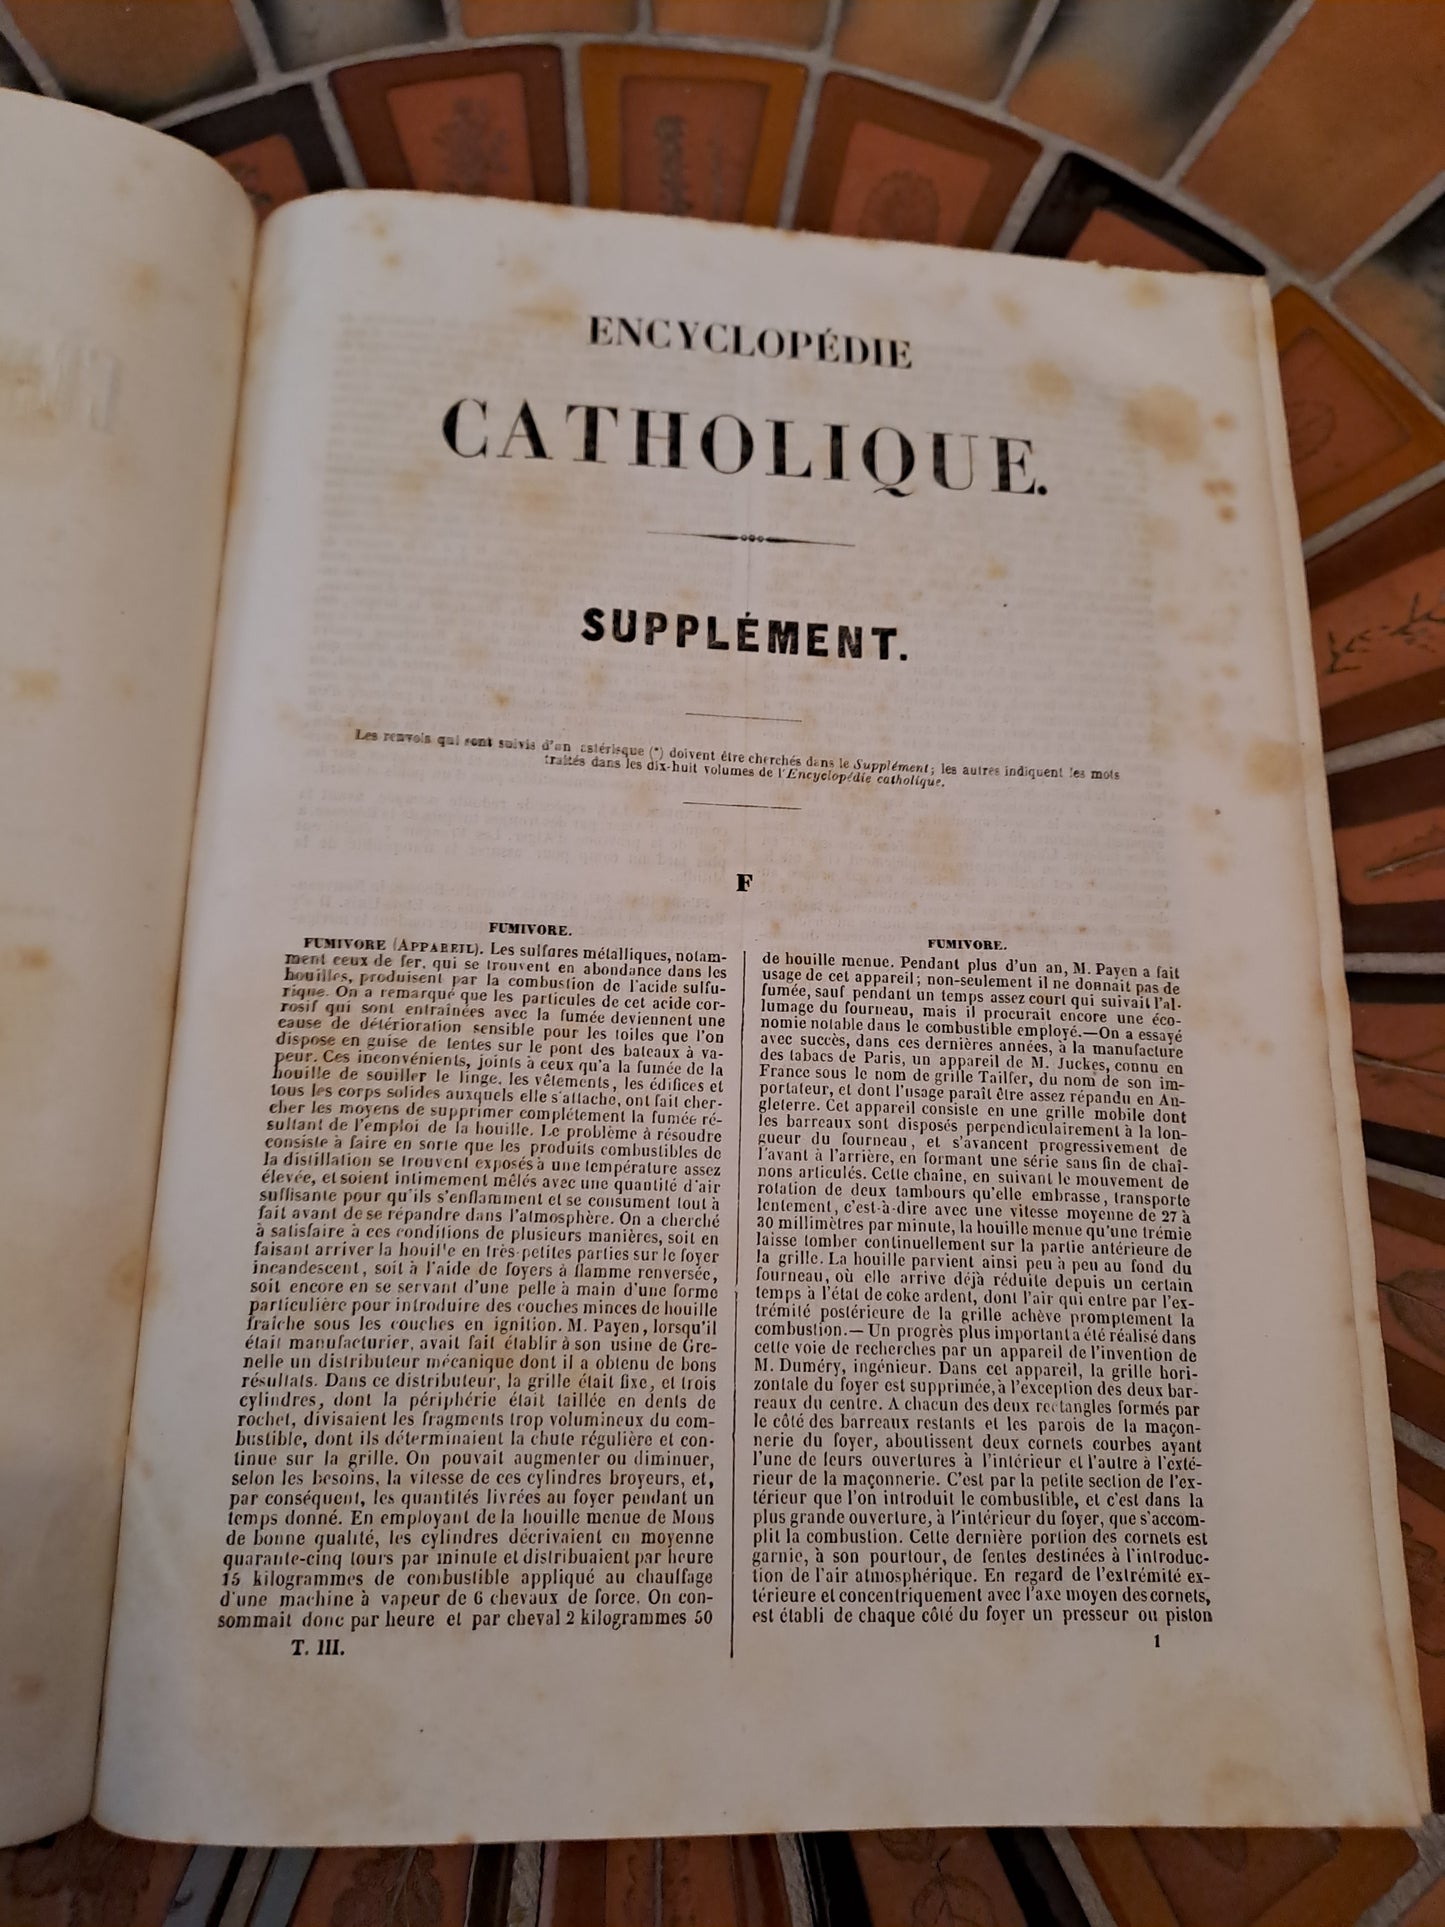 ENCYCLOPÉDIE
CATHOLIQUE.
SUPPLÉMENT.
Les renvois qui sont suivis d'un astérisque (*) doivent être cherchés dans le Supplément; les autres indiquent les mots
traités dans les dix-huit volumes de l'Encyclopédie catholique.
F
FUMIVORE.
FUMIVORE (APPAREIL). Les sulfures métalliques, notam-
ment ceux de fer, qui se trouvent en abondance dans les
houilles, produisent par la combustion de l'acide sulfu-
rique. On a remarqué que les particules de cet acide cor-
rosif qui sont entraînées avec la fumée deviennent une
cause de détérioration sensible pour les toiles que l'on
dispose en guise de tentes sur le pont des bateaux à va-
peur. Ces inconvénients, joints à ceux qu'a la fumée de la
houille de souiller le linge, les vêtements, les édifices et
tous les corps solides auxquels elle s'attache, ont fait cher-
cher les moyens de supprimer complétement la fumée ré-
sultant de l'emploi de la houille. Le problème à résoudre
consiste à faire en sorte que les produits combustibles de
la distillation se trouvent exposés à une température assez
élevée, et soient intimement mêlés avec une quantité d'air
suffisante pour qu'ils s'enflamment et se consument tout à
fait avant de se répandre dans l'atmosphère. On a cherché
à satisfaire à ces conditions de plusieurs manières, soit en
faisant arriver la houille en très-petites parties sur le foyer
incandescent, soit à l'aide de foyers à flamme renversée,
soit encore en se servant d'une pelle à main d'une forme
particulière pour introduire des couches minces de houille
fraîche sous les couches en ignition. M. Payen, lorsqu'il
était manufacturier, avait fait établir à son usine de Gre-
nelle un distributeur mécanique dont il a obtenu de bons
résultats. Dans ce distributeur, la grille était fixe, et trois
cylindres, dont la périphérie était taillée en dents de
rochet, divisaient les fragments trop volumineux du com-
bustible, dont ils déterminaient la chute régulière et con-
tinue sur la grille. On pouvait augmenter ou diminuer,
selon les besoins, la vitesse de ces cylindres broyeurs, et,
par conséquent, les quantités livrées au foyer pendant un
temps donné. En employant de la houille menue de Mons
de bonne qualité, les cylindres décrivaient en moyenne
quarante-cinq tours par minute et distribuaient par heure
15 kilogrammes de combustible appliqué au chauffage
d'une machine à vapeur de 6 chevaux de force. On con-
sommait donc par heure et par cheval 2 kilogrammes 50
T. III.
FUMIVORE.
de houille menue. Pendant plus d'un an, M. Payen a fait
usage de cet appareil; non-seulement il ne donnait pas de
fumée, sauf pendant un temps assez court qui suivait l'al-
lumage du fourneau, mais il procurait encore une éco-
nomie notable dans le combustible employé.—On a essayé
avec succès, dans ces dernières années, à la manufacture
des tabacs de Paris, un appareil de M. Juckes, connu en
France sous le nom de grille Tailfer, du nom de son im-
portateur, et dont l'usage paraît être assez répandu en An-
gleterre. Cet appareil consiste en une grille mobile dont
les barreaux sont disposés perpendiculairement à la lon-
gueur du fourneau, et s'avancent progressivement de
l'avant à l'arrière, en formant une série sans fin de chaî-
nons articulés. Cette chaîne, en suivant le mouvement de
rotation de deux tambours qu'elle embrasse, transporte
lentement, c'est-à-dire avec une vitesse moyenne de 27 à
30 millimètres par minute, la houille menue qu'une trémie
laisse tomber continuellement sur la partie antérieure de
la grille. La houille parvient ainsi peu à peu au fond du
fourneau, où elle arrive déjà réduite depuis un certain
temps à l'état de coke ardent, dont l'air qui entre par l'ex-
trémité postérieure de la grille achève promptement la
combustion.— Un progrès plus important a été réalisé dans
cette voie de recherches par un appareil de l'invention de
M. Duméry, ingénieur. Dans cet appareil, la grille hori-
zontale du foyer est supprimée, à l'exception des deux bar-
reaux du centre. A chacun des deux rectangles formés par
le côté des barreaux restants et les parois de la maçon-
nerie du foyer, aboutissent deux cornets courbes ayant
l'une de leurs ouvertures à l'intérieur et l'autre à l'exté-
rieur de la maçonnerie. C'est par la petite section de l'ex-
térieur que l'on introduit le combustible, et c'est dans la
plus grande ouverture, à l'intérieur du foyer, que s'accom-
plit la combustion. Cette dernière portion des cornets est
garnie, à son pourtour, de fentes destinées à l'introduc-
tion de l'air atmosphérique. En regard de l'extrémité ex-
térieure et concentriquement avec l'axe moyen des cornets,
est établi de chaque côté du foyer un presseur ou piston
1